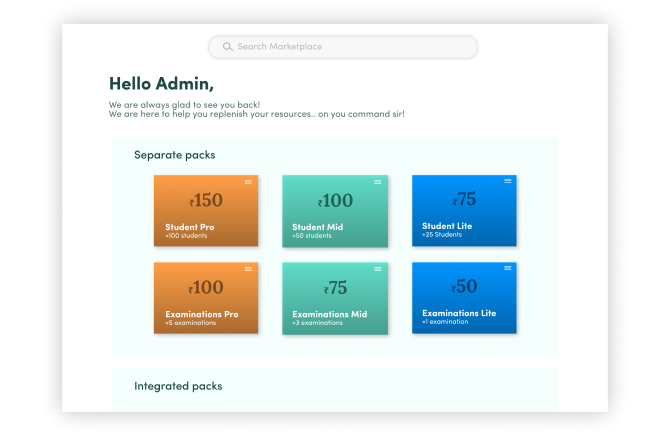 Search Marketplace
Hello Admin,
We are always glad to see you back!
We are here to help you replenish your resources.. on you command sir!
Separate packs
₹150
Student Pro
+100 students
₹100
Student Mid
+50 students
₹75
Student Lite
+25 Students
₹100
Examinations Pro
+5 examinations
₹75
Examinations Mid
+3 examinations
₹50
Examinations Lite
+1 examination
Integrated packs